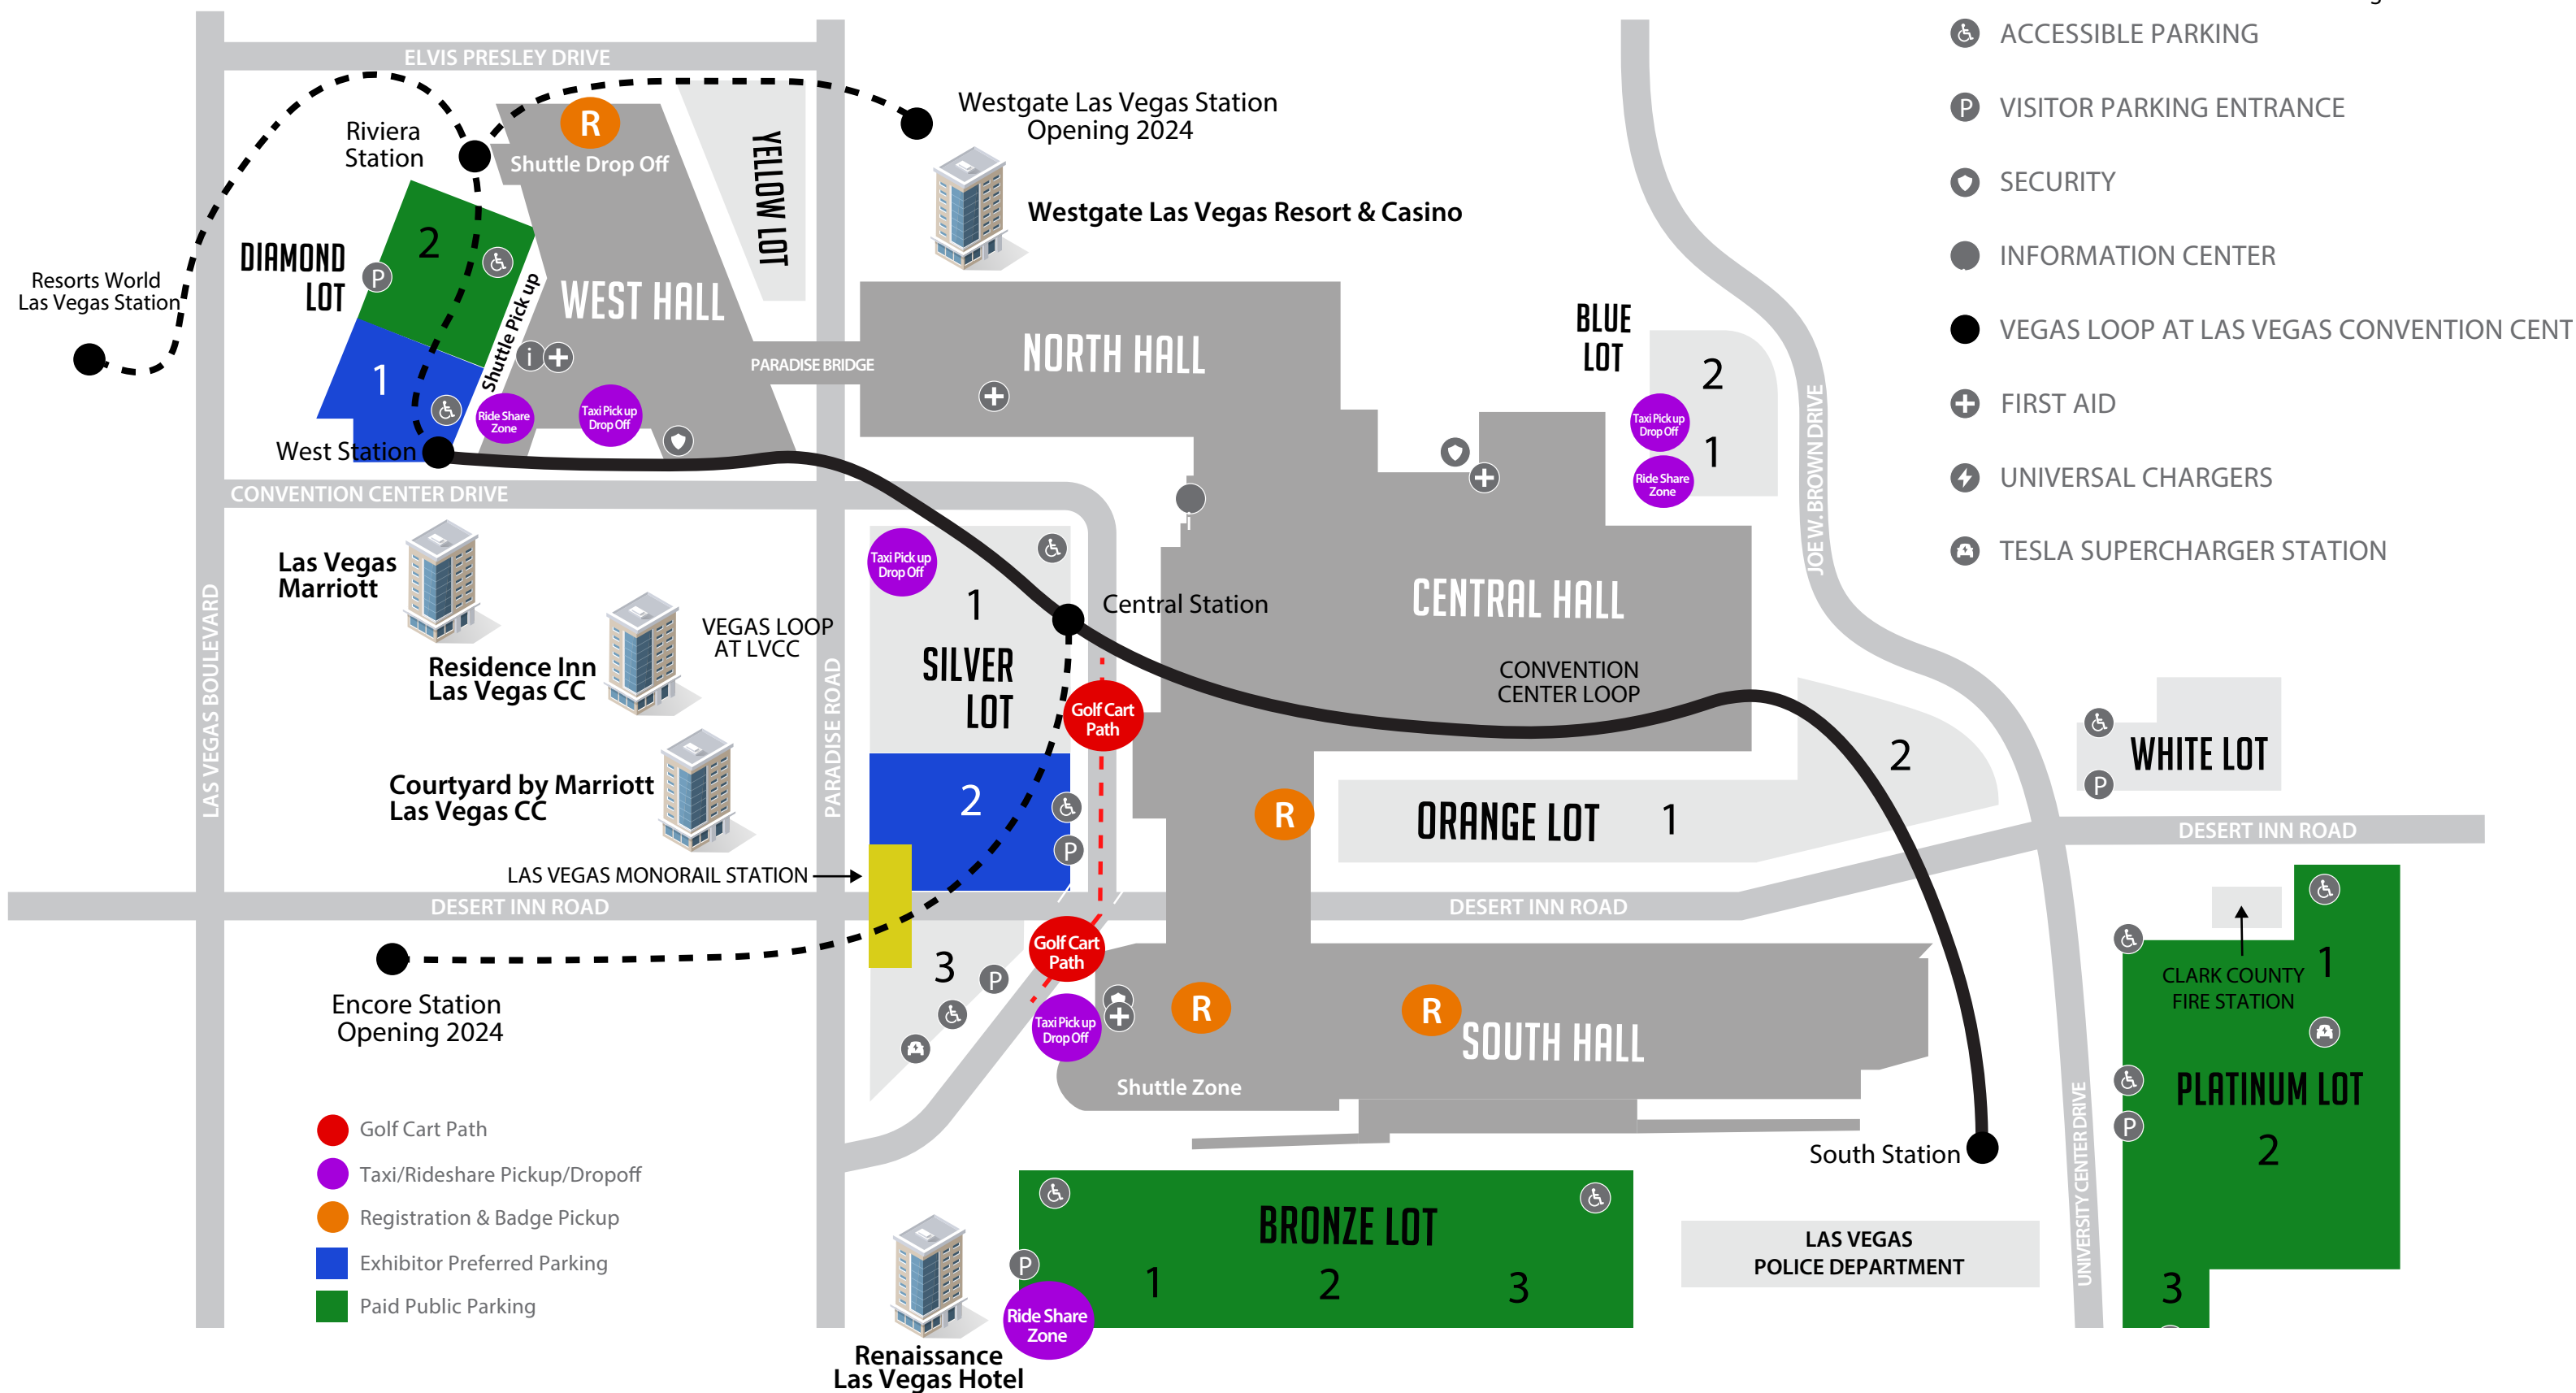 ELVIS PRESLEY DRIVE
Riviera
Station
R
Shuttle Drop Off
YELLOW LOT
Westgate Las Vegas Station
Opening 2024
Westgate Las Vegas Resort & Casino
DIAMOND
LOT
2
P
1
Shuttle Pick up
WEST HALL
i
Ride Share
Zone
Taxi Pick up
Drop Off
Resorts World
Las Vegas Station
West Station
PARADISE BRIDGE
NORTH HALL
BLUE
LOT
2
1
Taxi Pick up
Drop Off
Ride Share
Zone
JOE W. BROWN DRIVE
ACCESSIBLE PARKING
P
VISITOR PARKING ENTRANCE
SECURITY
INFORMATION CENTER
VEGAS LOOP AT LAS VEGAS CONVENTION CENT
FIRST AID
UNIVERSAL CHARGERS
TESLA SUPERCHARGER STATION
CONVENTION CENTER DRIVE
LAS VEGAS BOULEVARD
PARADISE ROAD
Las Vegas
Marriott
Residence Inn
Las Vegas CC
VEGAS LOOP
AT LVCC
Courtyard by Marriott
Las Vegas CC
Taxi Pick up
Drop Off
1
SILVER
LOT
2
P
3
P
Central Station
i
Golf Cart
Path
CENTRAL HALL
CONVENTION
CENTER LOOP
R
ORANGE LOT
1
2
WHITE LOT
P
DESERT INN ROAD
LAS VEGAS MONORAIL STATION
DESERT INN ROAD
DESERT INN ROAD
Encore Station
Opening 2024
Golf Cart
Path
Taxi Pick up
Drop Off
R
R
SOUTH HALL
Shuttle Zone
South Station
CLARK COUNTY
FIRE STATION
1
PLATINUM LOT
P
2
3
UNIVERSITY CENTER DRIVE
BRONZE LOT
1
2
3
P
Ride Share
Zone
LAS VEGAS
POLICE DEPARTMENT
Renaissance
Las Vegas Hotel
Golf Cart Path
Taxi/Rideshare Pickup/Dropoff
Registration & Badge Pickup
Exhibitor Preferred Parking
Paid Public Parking